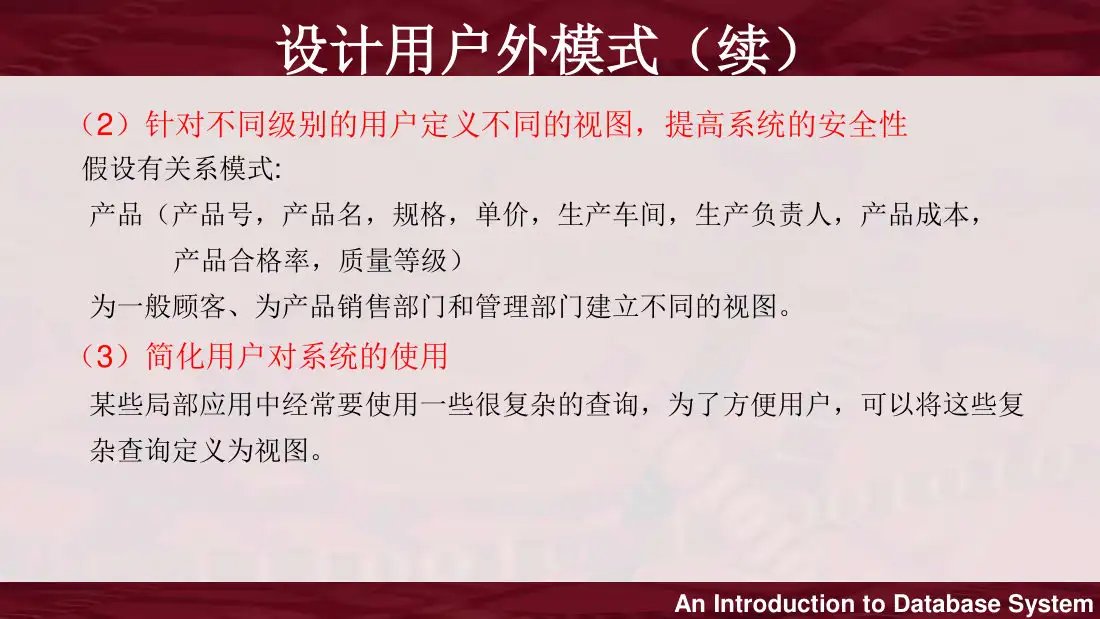 设计用户外模式（续）
（2）针对不同级别的用户定义不同的视图，提高系统的安全性
假设有关系模式:
产品（产品号，产品名，规格，单价，生产车间，生产负责人，产品成本，
产品合格率，质量等级）
为一般顾客、为产品销售部门和管理部门建立不同的视图。
（3）简化用户对系统的使用
某些局部应用中经常要使用一些很复杂的查询，为了方便用户，可以将这些复
杂查询定义为视图。
An Introduction to Database System